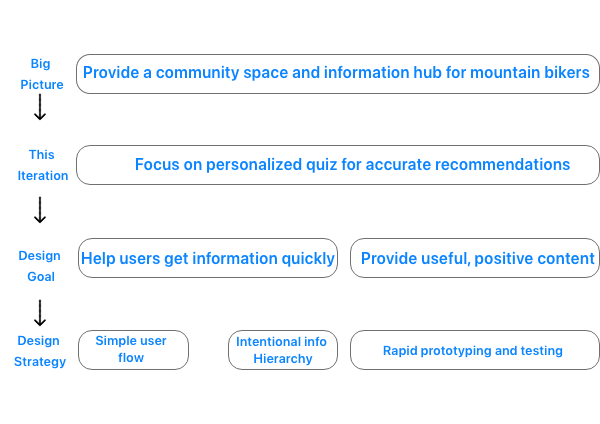 Big
Picture
Provide a community space and information hub for mountain bikers
This
Iteration
Focus on personalized quiz for accurate recommendations
Design
Goal
Help users get information quickly
Provide useful, positive content
Design
Strategy
Simple user
flow
Intentional info
Hierarchy
Rapid prototyping and testing